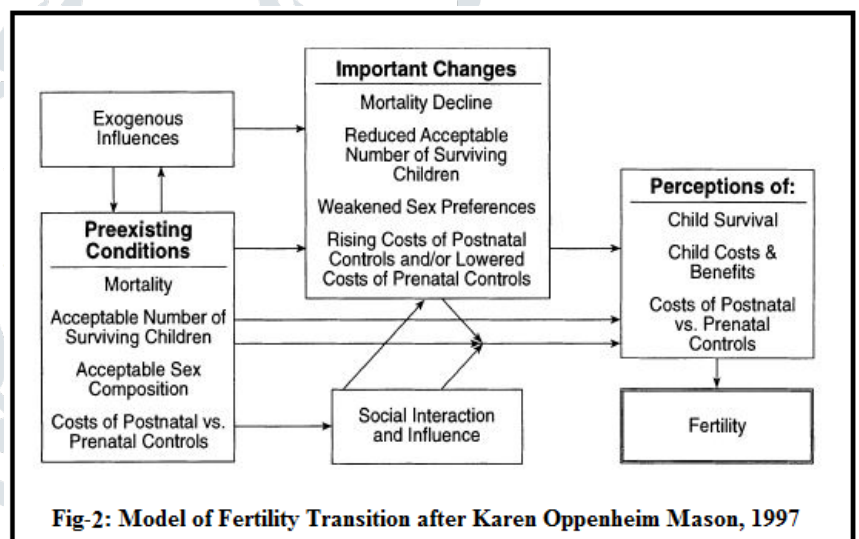 Exogenous
Influences
Preexisting
Conditions
Mortality
Acceptable Number of
Surviving Children
Acceptable Sex
Composition
Costs of Postnatal vs.
Prenatal Controls
Important Changes
Mortality Decline
Reduced Acceptable
Number of Surviving
Children
Weakened Sex Preferences
Rising Costs of Postnatal
Controls and/or Lowered
Costs of Prenatal Controls
Social Interaction
and Influence
Perceptions of:
Child Survival
Child Costs &
Benefits
Costs of Postnatal
vs. Prenatal
Controls
Fertility
Fig-2: Model of Fertility Transition after Karen Oppenheim Mason, 1997